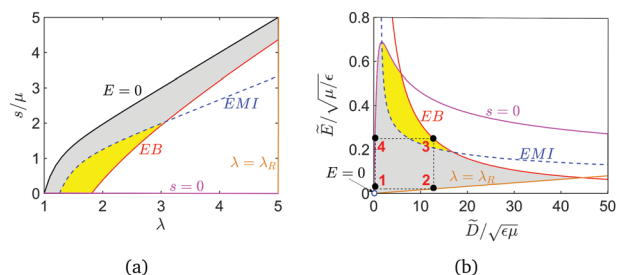 5
4
3
2
1
0
s/μ
E = 0
EMI
EB
λ = λ_R
s = 0
1 2 3 4 5
λ
(a)
0.8
0.6
0.4
0.2
0
Ẽ/√μ/ϵ
EB
s = 0
EMI
E = 0
4 3
1 2
λ = λ_R
0 10 20 30 40 50
D̃/√ϵμ
(b)